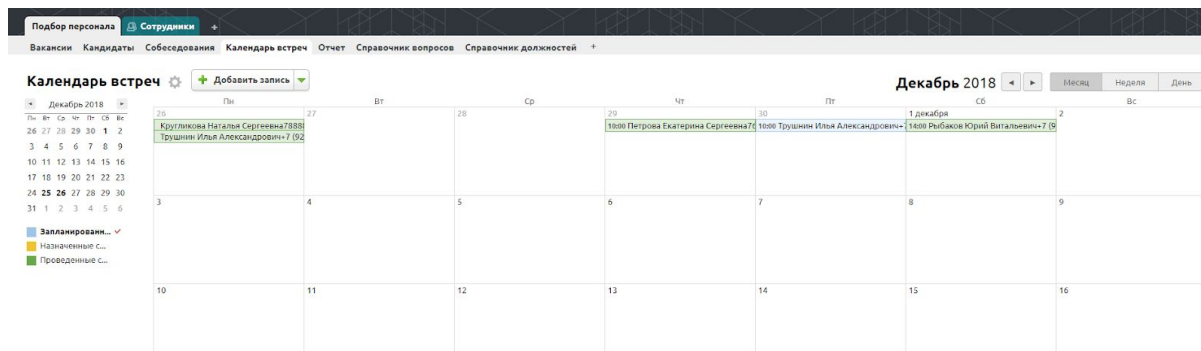 Подбор персонала Сотрудники +
Вакансии Кандидаты Собеседования Календарь встреч Отчет Справочник вопросов Справочник должностей +
Календарь встреч Добавить запись Декабрь 2018 Месяц Неделя День
Декабрь 2018
Пн Вт Ср Чт Пт Сб Вс
26 27 28 29 30 1 2
3 4 5 6 7 8 9
10 11 12 13 14 15 16
17 18 19 20 21 22 23
24 25 26 27 28 29 30
31 1 2 3 4 5 6
Запланированн...
Назначенные с...
Проведенные с...
Пн Вт Ср Чт Пт Сб Вс
26 27 28 29 30 1 декабря 2
Кругликова Наталья Сергеевна7888 10:00 Петрова Екатерина Сергеевна7 10:00 Трушнин Илья Александрович+ 14:00 Рыбаков Юрий Витальевич+7 (9
Трушнин Илья Александрович+7 (92
3 4 5 6 7 8 9
10 11 12 13 14 15 16